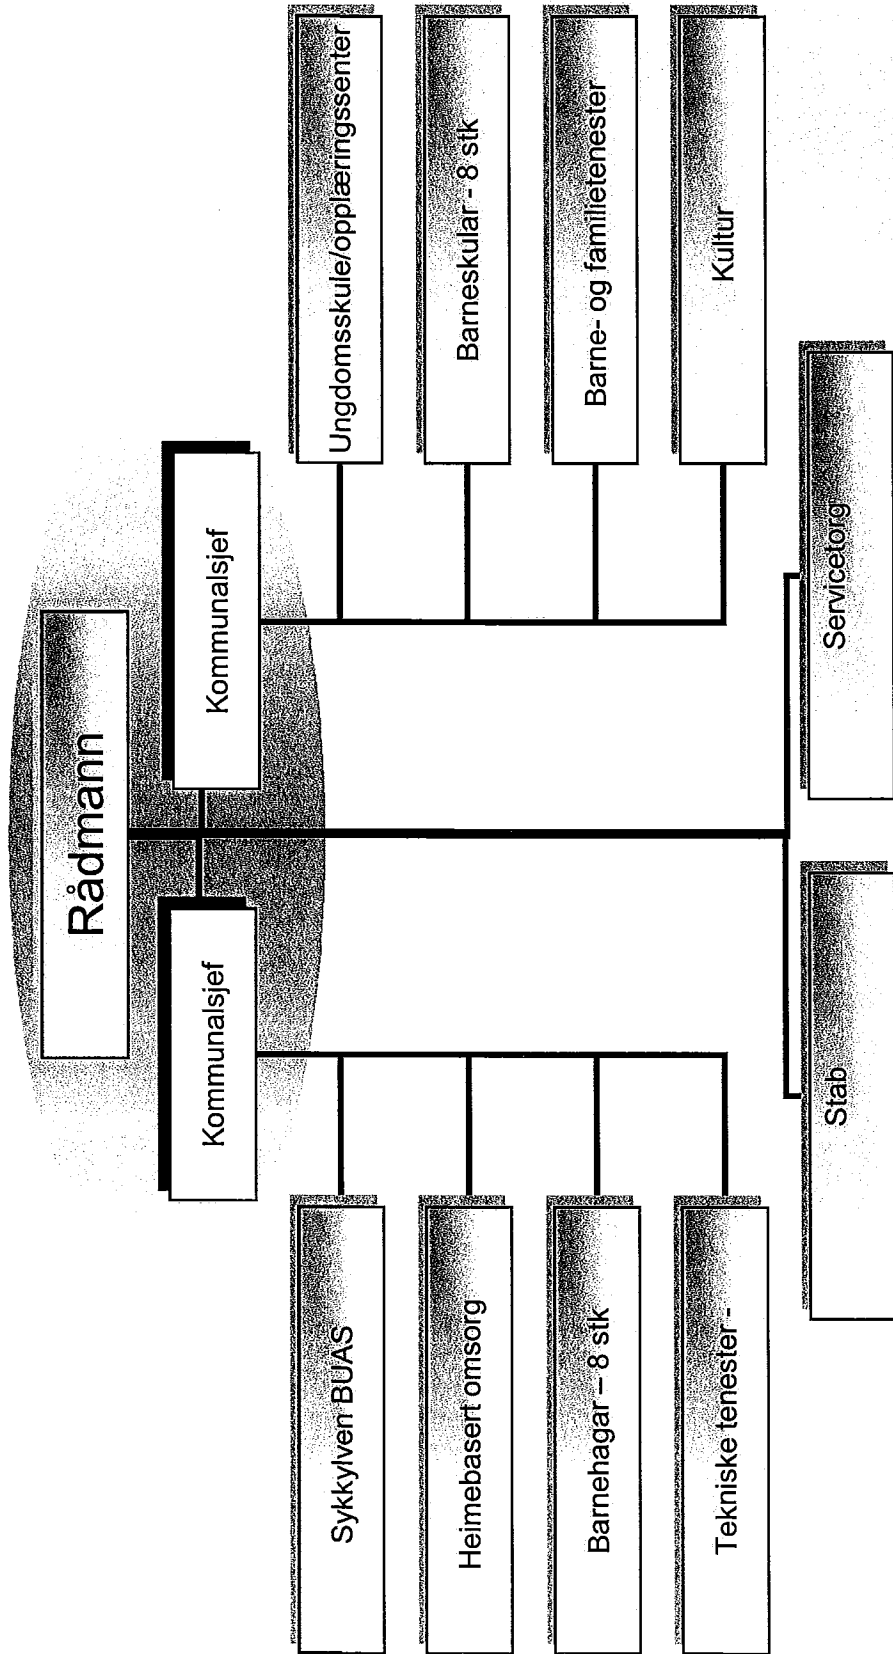 Rådmann
Kommunalsjef
Kommunalsjef
Sykkylven BUAS
Heimebasert omsorg
Barnehagar – 8 stk
Tekniske tenester -
Ungdomsskule/opplæringssenter
Barneskular - 8 stk
Barne- og familietenester
Kultur
Stab
Servicetorg